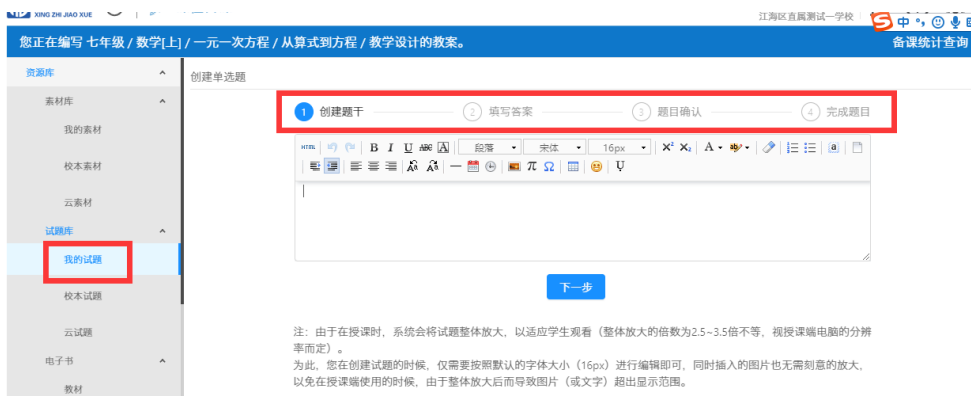 XING ZHI JIAO XUE
江海区直属测试一学校
中
您正在编写 七年级 / 数学[上] / 一元一次方程 / 从算式到方程 / 教学设计的教案。
备课统计查询
资源库
创建单选题
素材库
1 创建题干
2 填写答案
3 题目确认
4 完成题目
我的素材
HTML B I U ABC A 段落 宋体 16px X² X₂ A ab a
π Ω
校本素材
云素材
试题库
我的试题
下一步
校本试题
云试题
注：由于在授课时，系统会将试题整体放大，以适应学生观看（整体放大的倍数为2.5~3.5倍不等，视授课端电脑的分辨
率而定）。
为此，您在创建试题的时候，仅需要按照默认的字体大小（16px）进行编辑即可，同时插入的图片也无需刻意的放大，
以免在授课端使用的时候，由于整体放大后而导致图片（或文字）超出显示范围。
电子书
教材